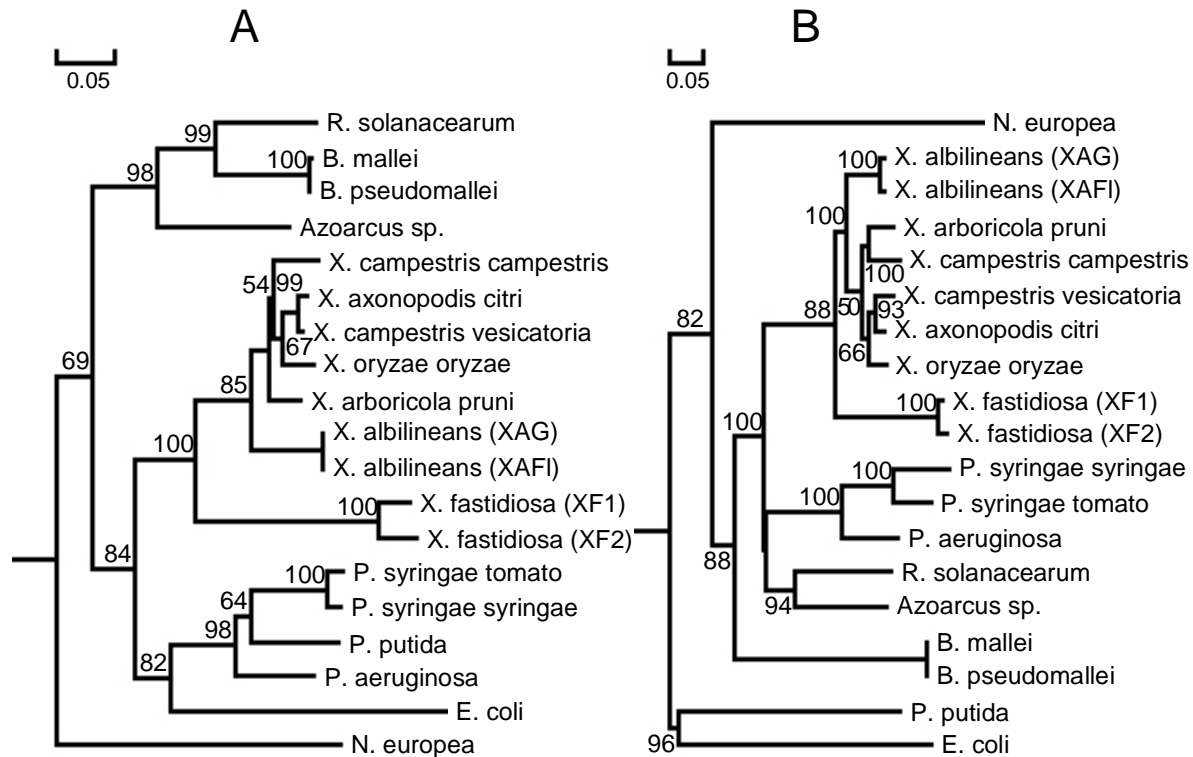 A
0.05
R. solanacearum
99
B. mallei
100
B. pseudomallei
98
Azoarcus sp.
X. campestris campestris
54
99
X. axonopodis citri
X. campestris vesicatoria
67
X. oryzae oryzae
69
85
X. arboricola pruni
X. albilineans (XAG)
100
X. albilineans (XAFl)
X. fastidiosa (XF1)
100
X. fastidiosa (XF2)
84
P. syringae tomato
100
P. syringae syringae
64
98
P. putida
82
P. aeruginosa
E. coli
N. europea
B
0.05
N. europea
X. albilineans (XAG)
100
X. albilineans (XAFl)
100
X. arboricola pruni
X. campestris campestris
100
X. campestris vesicatoria
88
50
93
82
X. axonopodis citri
66
X. oryzae oryzae
X. fastidiosa (XF1)
100
X. fastidiosa (XF2)
100
P. syringae syringae
100
100
P. syringae tomato
P. aeruginosa
88
R. solanacearum
94
Azoarcus sp.
B. mallei
B. pseudomallei
P. putida
96
E. coli